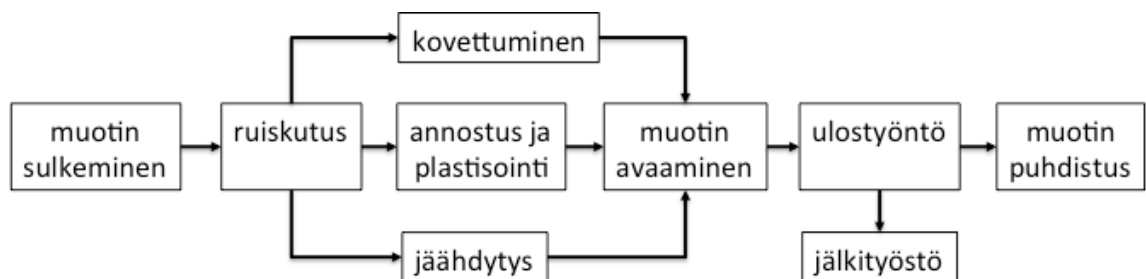 muotin
sulkeminen
ruiskutus
kovettuminen
annostus ja
plastisointi
jäähdytys
muotin
avaaminen
ulostyöntö
jälkityöstö
muotin
puhdistus